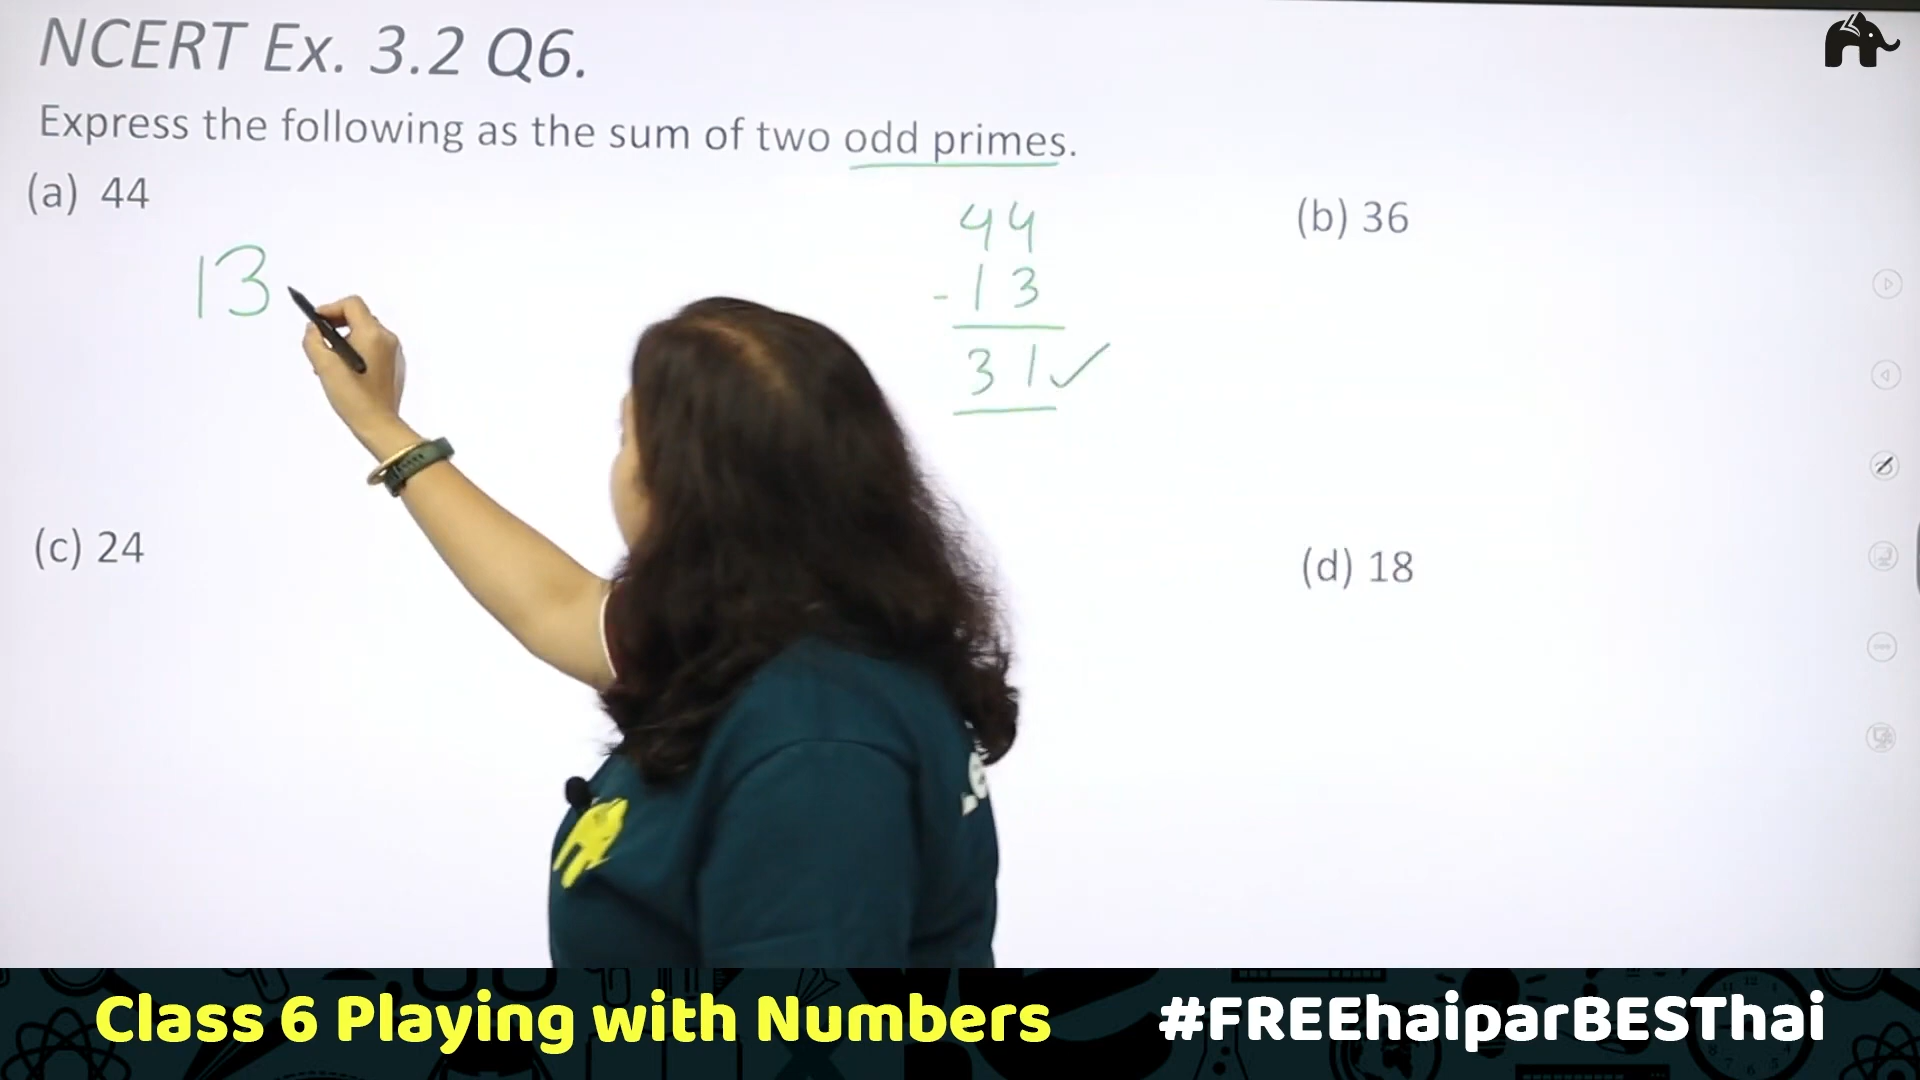 NCERT Ex. 3.2 Q6.
Express the following as the sum of two odd primes.
(a) 44
13
44
- 13
31✓
(b) 36
(c) 24
(d) 18
Class 6 Playing with Numbers
#FREEhaiparBESThai